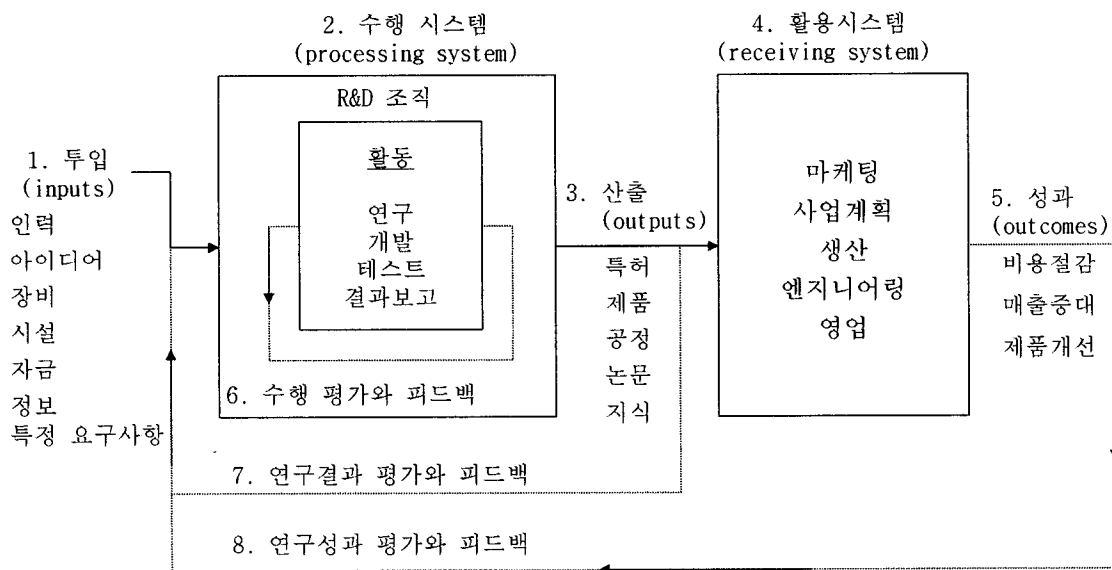 2. 수행 시스템
(processing system)
4. 활용시스템
(receiving system)
R&D 조직
활동
연구
개발
테스트
결과보고
1. 투입
(inputs)
인력
아이디어
장비
시설
자금
정보
특정 요구사항
6. 수행 평가와 피드백
3. 산출
(outputs)
특허
제품
공정
논문
지식
마케팅
사업계획
생산
엔지니어링
영업
5. 성과
(outcomes)
비용절감
매출증대
제품개선
7. 연구결과 평가와 피드백
8. 연구성과 평가와 피드백